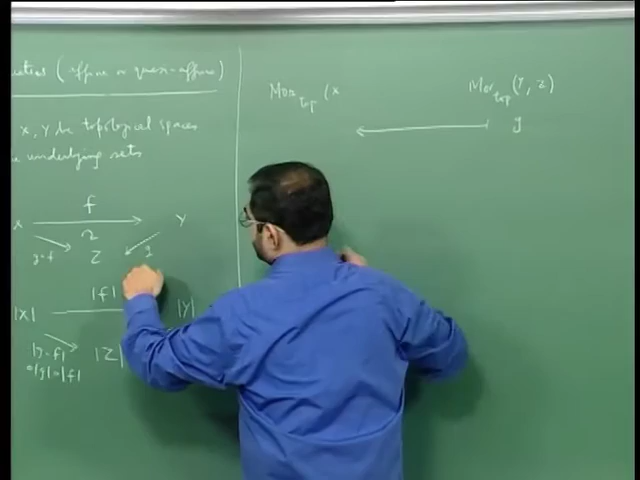 (affine or quasi-affine)
X, Y be topological spaces
underlying sets
X f Y
g∘f Z g
|X| |f| |Y|
|g∘f| |Z|
=|g|∘|f|
Mor_top (X Mor_top (Y, Z)
g